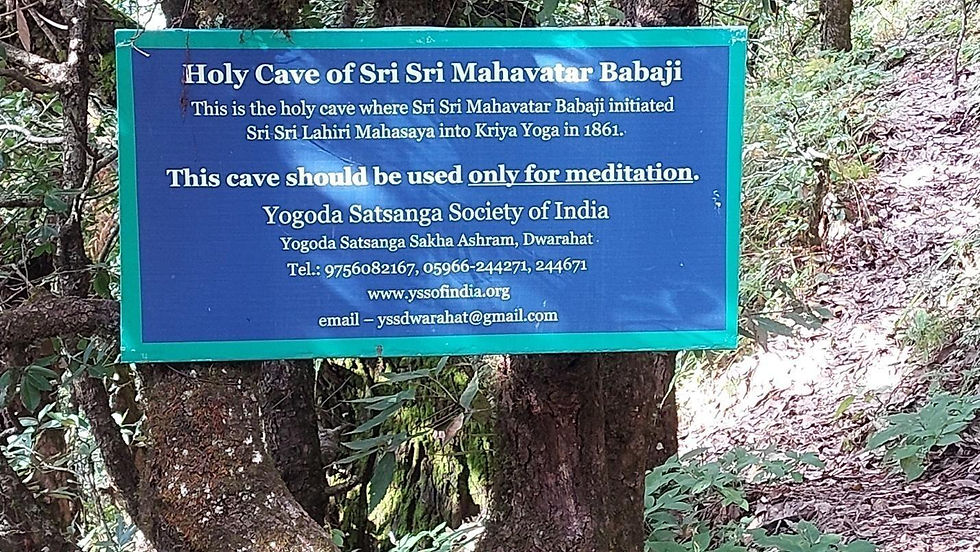 Holy Cave of Sri Sri Mahavatar Babaji
This is the holy cave where Sri Sri Mahavatar Babaji initiated
Sri Sri Lahiri Mahasaya into Kriya Yoga in 1861.
This cave should be used only for meditation.
Yogoda Satsanga Society of India
Yogoda Satsanga Sakha Ashram, Dwarahat
Tel.: 9756082167, 05966-244271, 244671
www.yssofindia.org
email – yssdwarahat@gmail.com